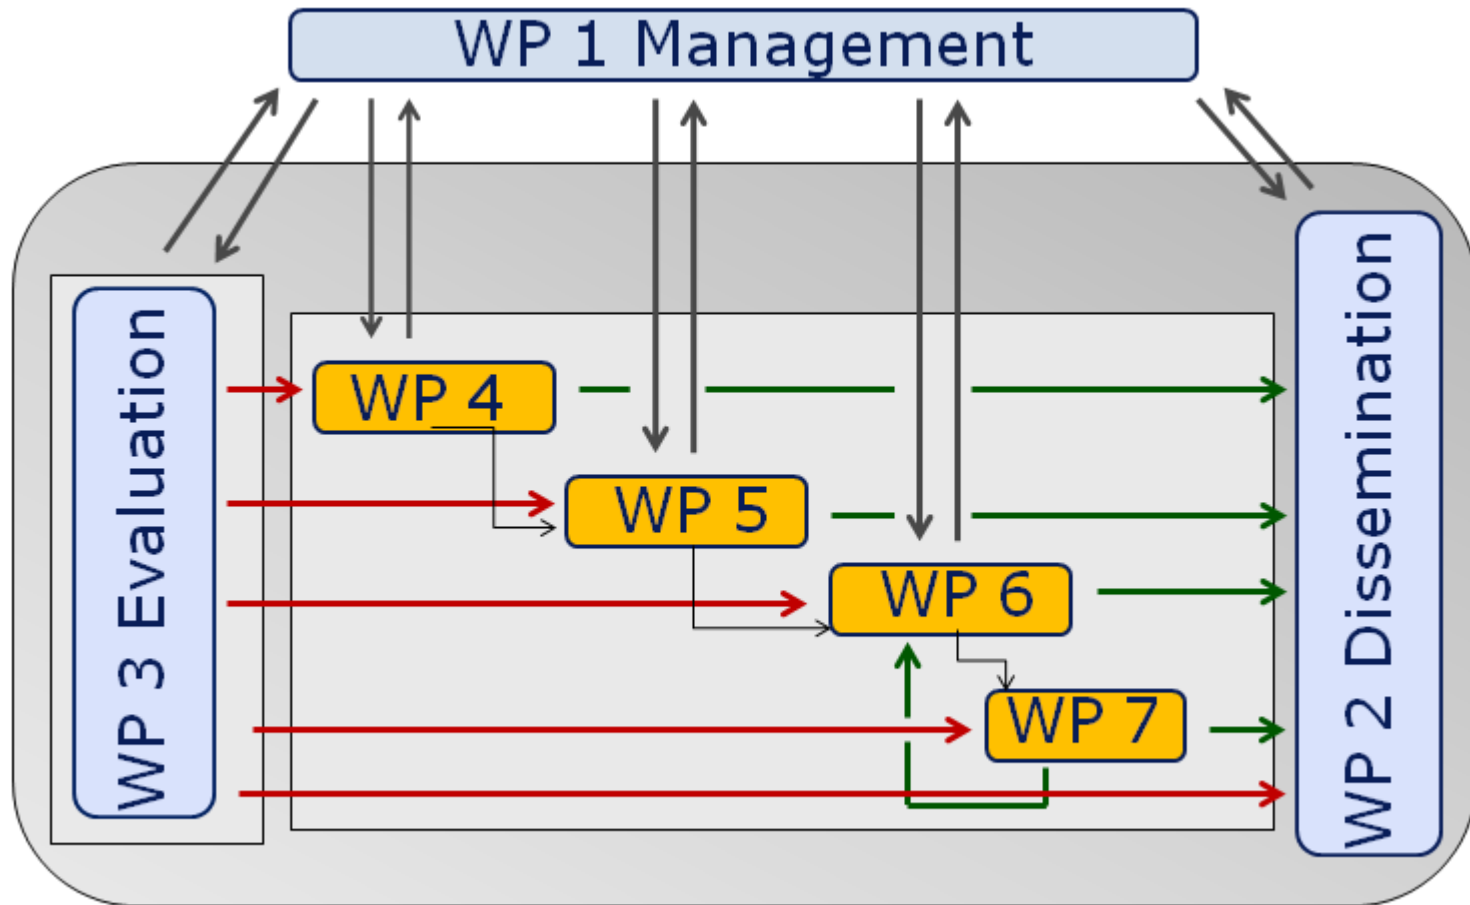 WP 1 Management
WP 3 Evaluation
WP 4
WP 5
WP 6
WP 7
WP 2 Dissemination